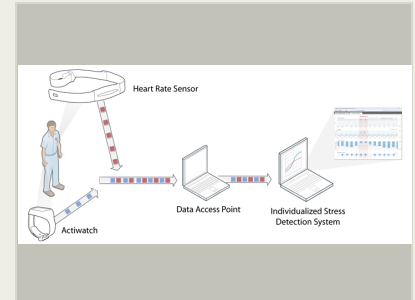 Heart Rate Sensor
Data Access Point
Individualized Stress
Detection System
Actiwatch